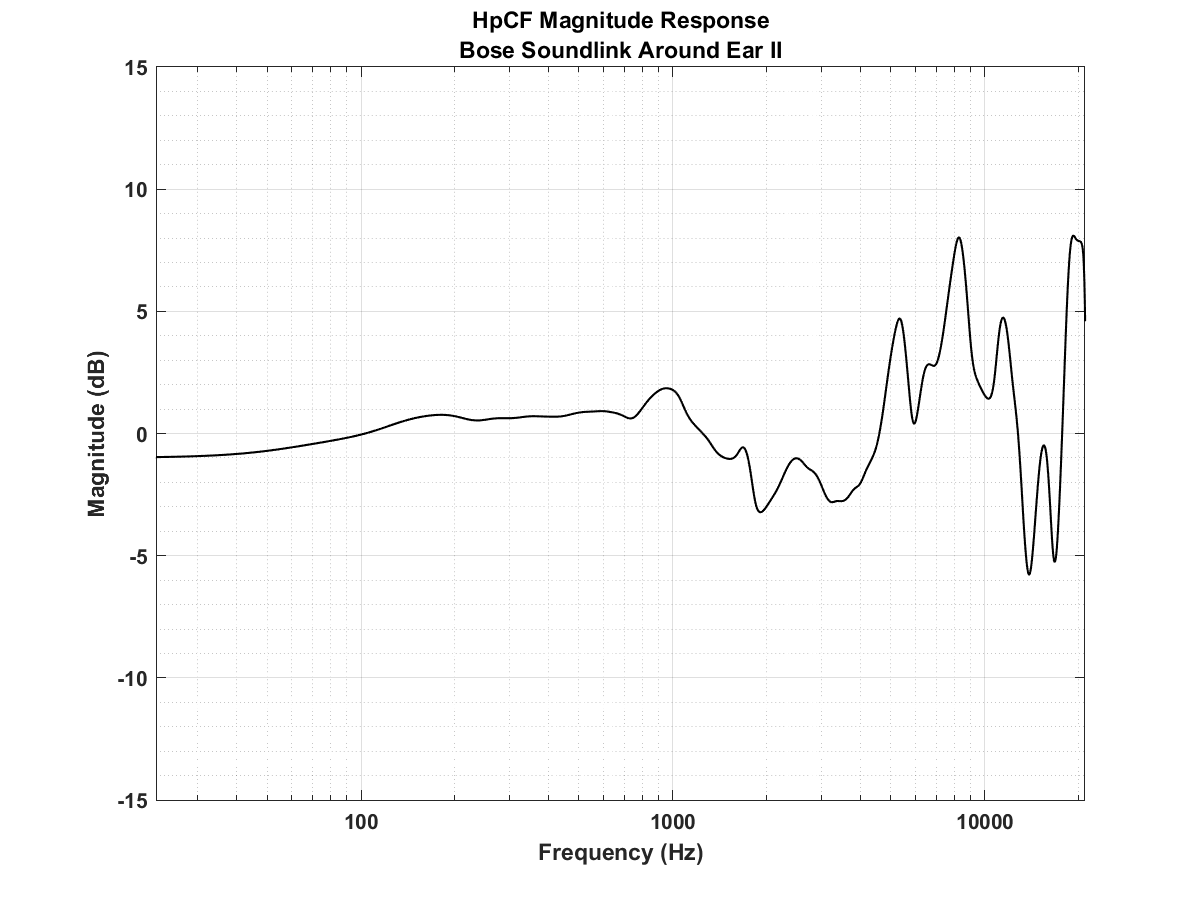 HpCF Magnitude Response
Bose Soundlink Around Ear II
15
10
5
0
-5
-10
-15
Magnitude (dB)
100 1000 10000
Frequency (Hz)